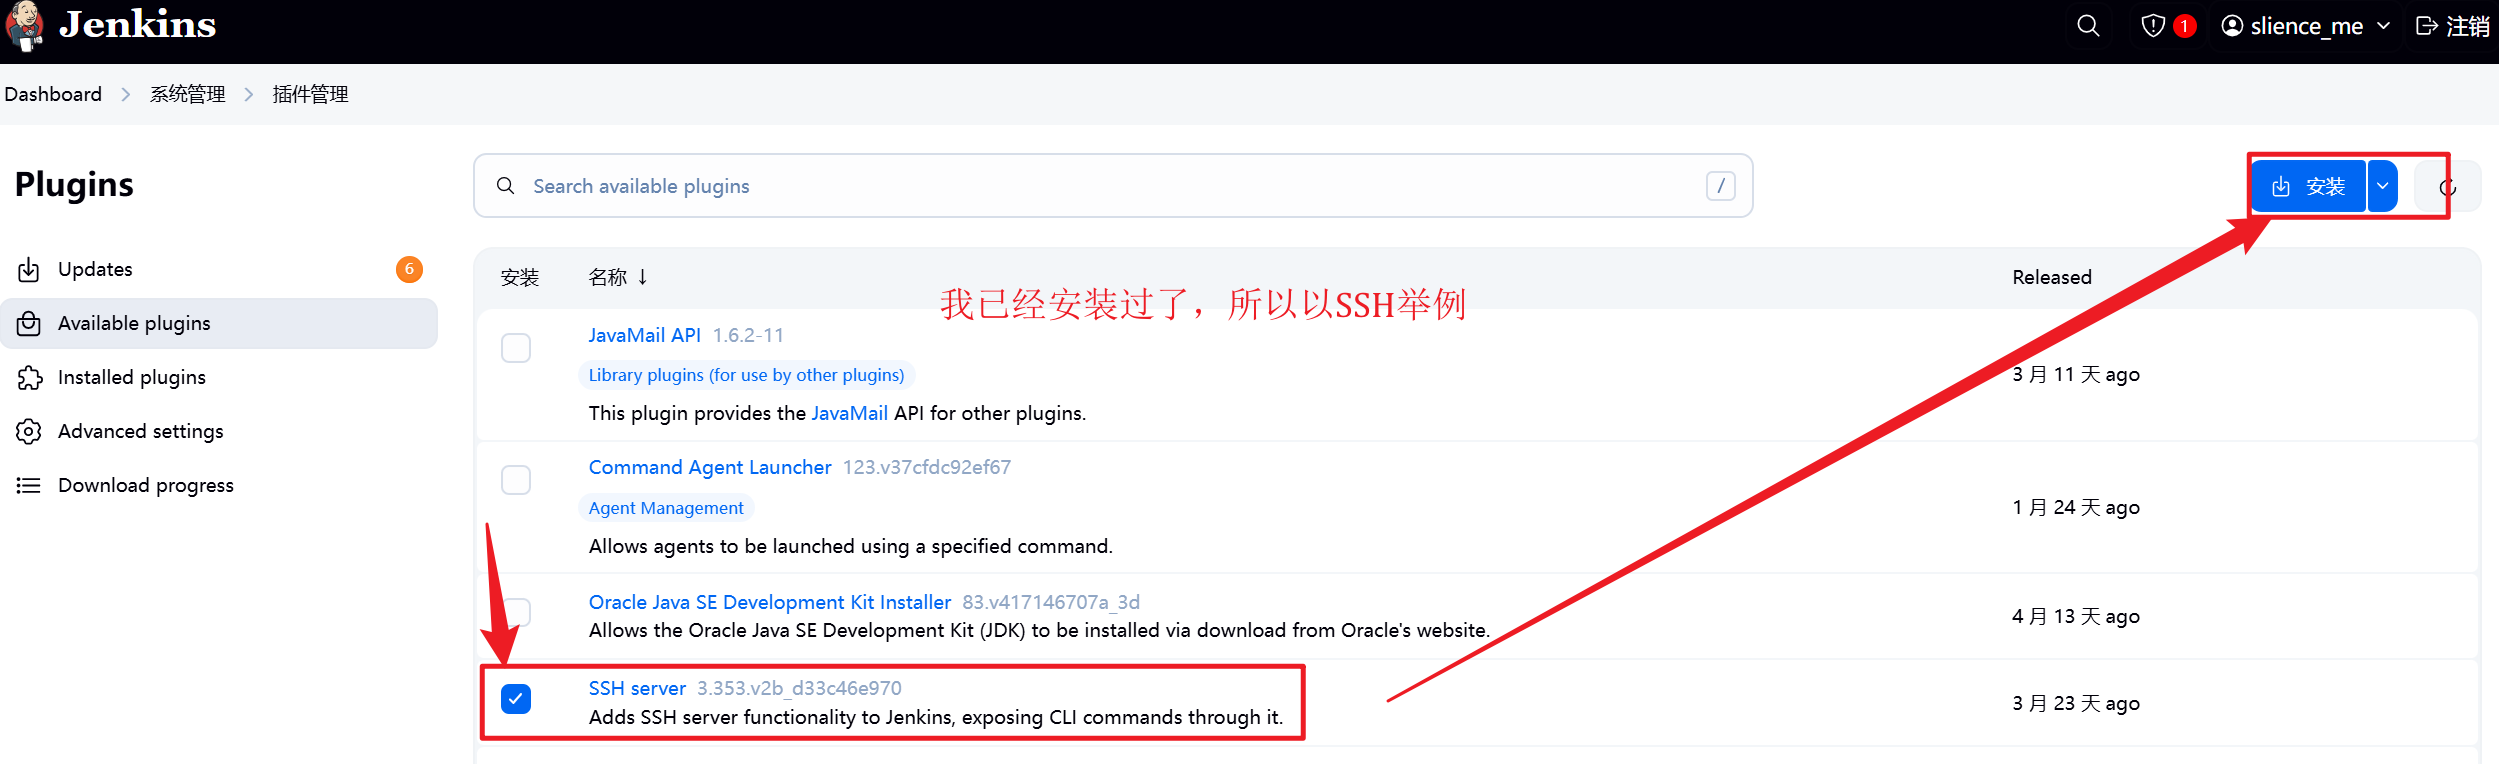 Jenkins
1
slience_me
注销
Dashboard
系统管理
插件管理
Plugins
Search available plugins
/
安装
Updates
6
Available plugins
Installed plugins
Advanced settings
Download progress
安装
名称 ↓
Released
我已经安装过了，所以以SSH举例
JavaMail API 1.6.2-11
Library plugins (for use by other plugins)
This plugin provides the JavaMail API for other plugins.
3 月 11 天 ago
Command Agent Launcher 123.v37cfdc92ef67
Agent Management
Allows agents to be launched using a specified command.
1 月 24 天 ago
Oracle Java SE Development Kit Installer 83.v417146707a_3d
Allows the Oracle Java SE Development Kit (JDK) to be installed via download from Oracle's website.
4 月 13 天 ago
SSH server 3.353.v2b_d33c46e970
Adds SSH server functionality to Jenkins, exposing CLI commands through it.
3 月 23 天 ago